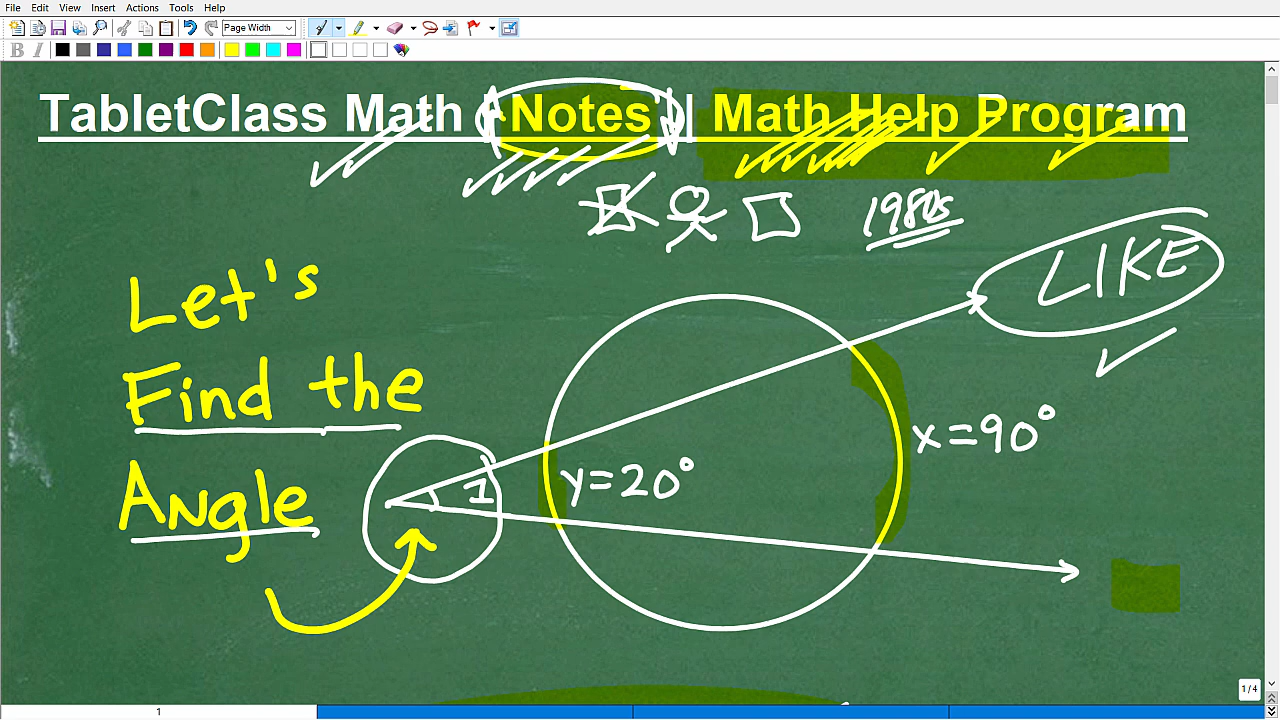 File Edit View Insert Actions Tools Help
Page Width
B I
TabletClass Math | Notes | Math Help Program
1980s
LIKE
Let's
Find the
Angle
1
y=20°
x=90°
1/4
1